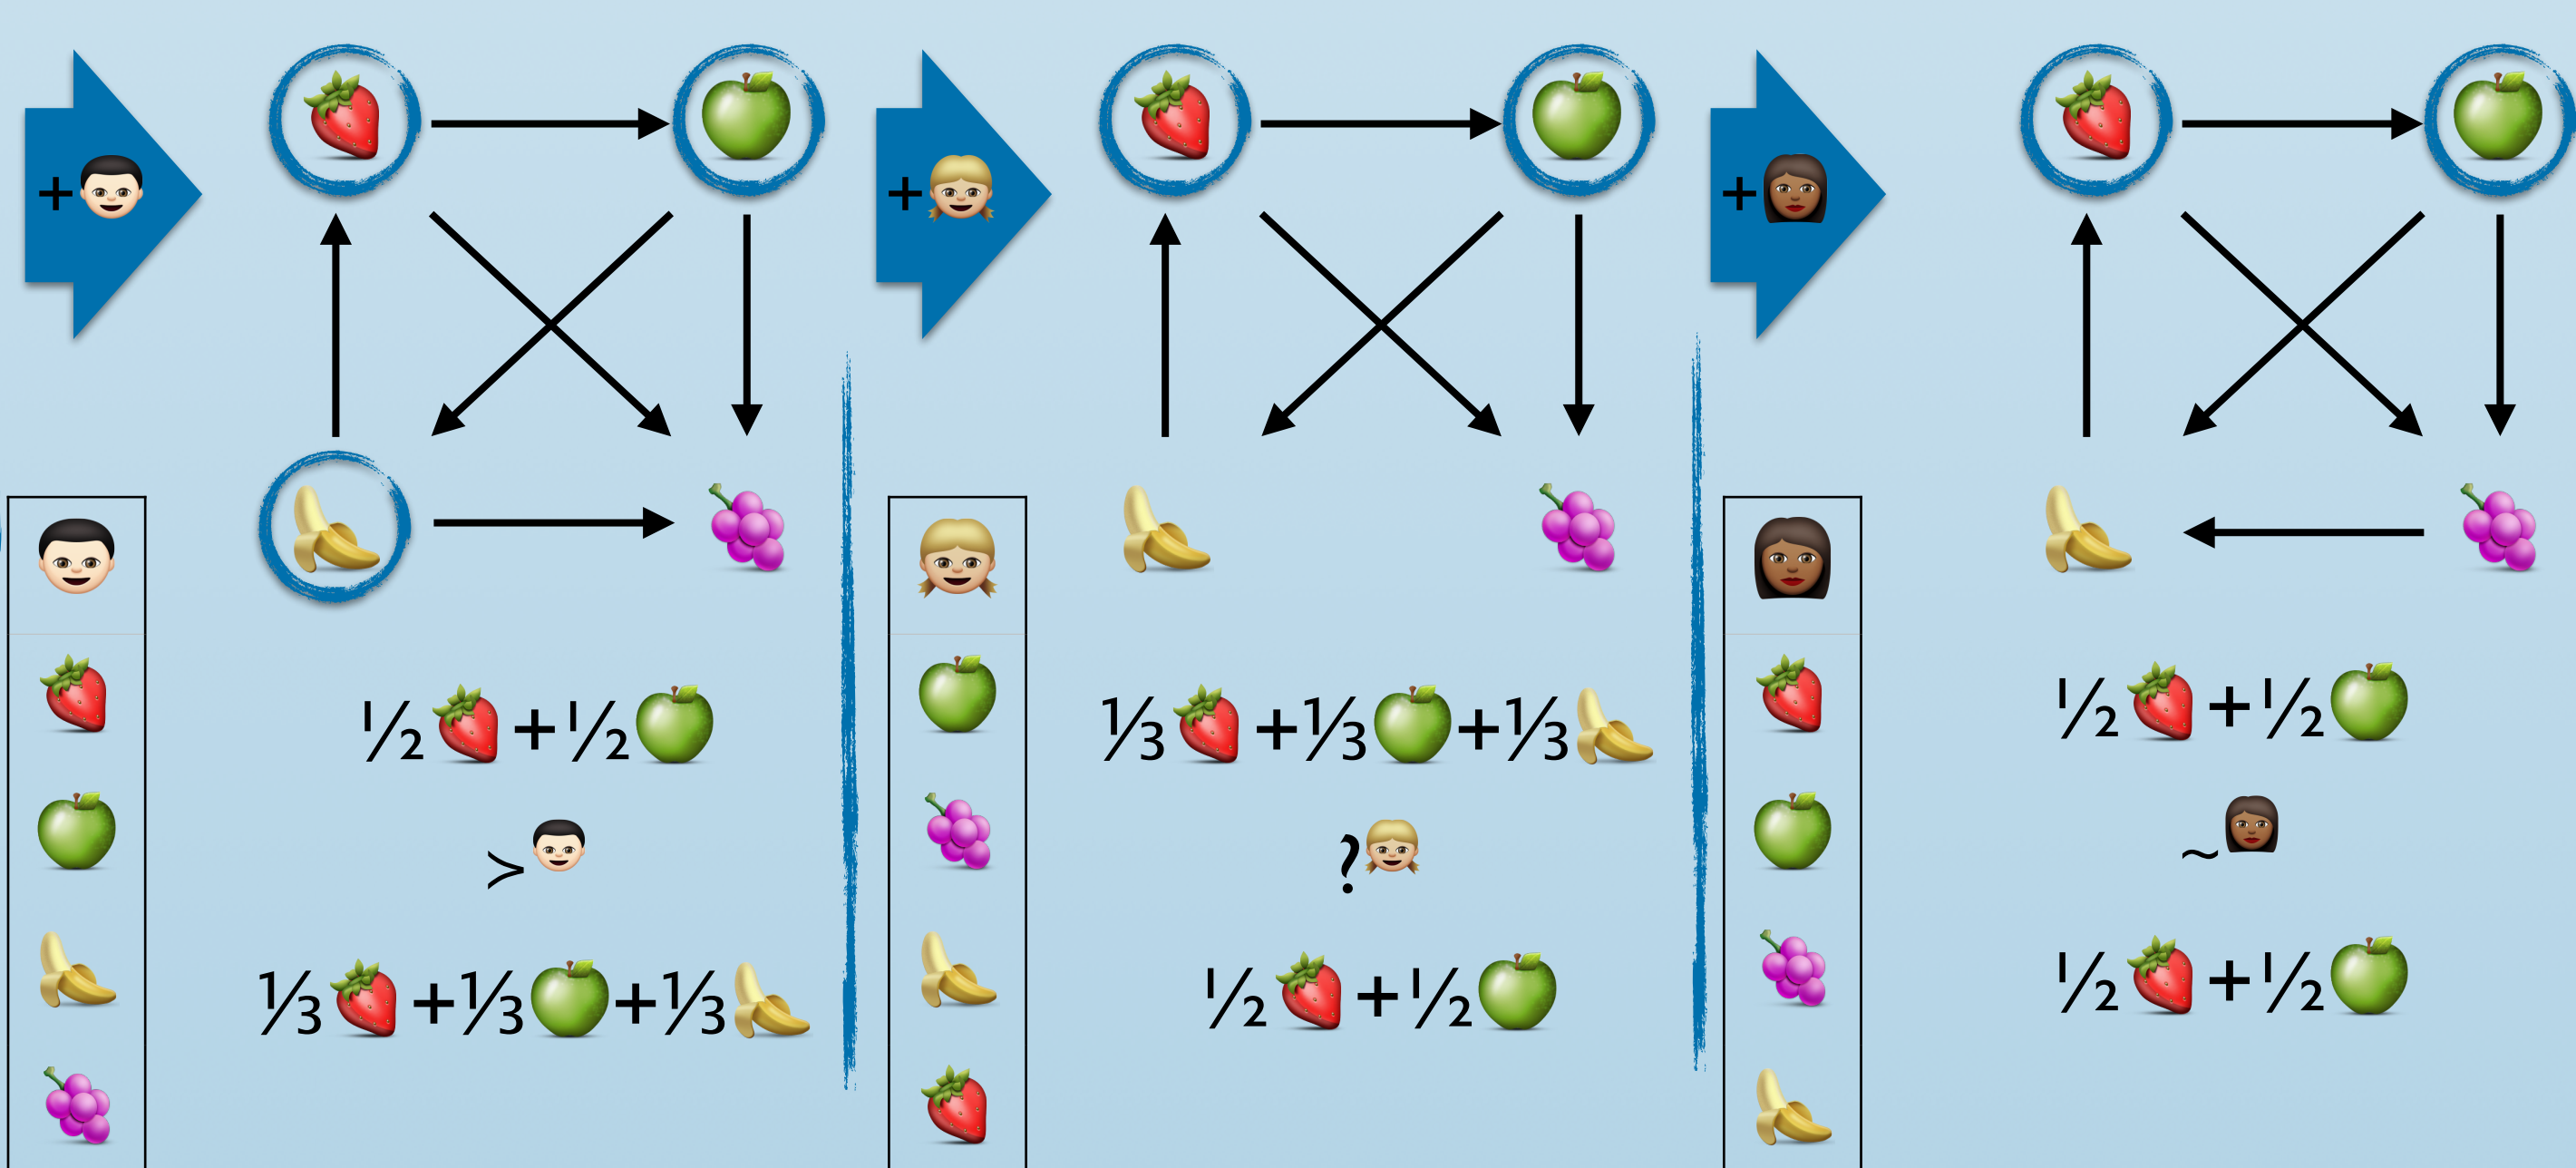 +
+
+
½ + ½
≻
⅓ + ⅓ + ⅓
⅓ + ⅓ + ⅓
?
½ + ½
½ + ½
~
½ + ½